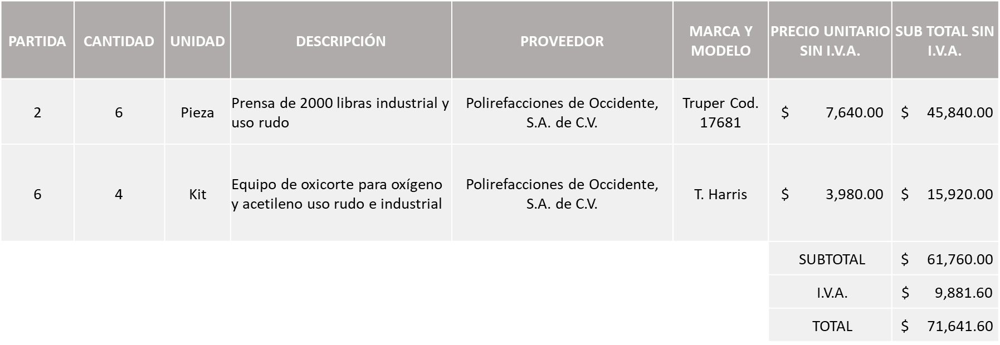 PARTIDA CANTIDAD UNIDAD DESCRIPCIÓN PROVEEDOR MARCA Y MODELO PRECIO UNITARIO SIN I.V.A. SUB TOTAL SIN I.V.A.
2 6 Pieza Prensa de 2000 libras industrial y uso rudo Polirefacciones de Occidente, S.A. de C.V. Truper Cod. 17681 $ 7,640.00 $ 45,840.00
6 4 Kit Equipo de oxicorte para oxígeno y acetileno uso rudo e industrial Polirefacciones de Occidente, S.A. de C.V. T. Harris $ 3,980.00 $ 15,920.00
SUBTOTAL $ 61,760.00
I.V.A. $ 9,881.60
TOTAL $ 71,641.60